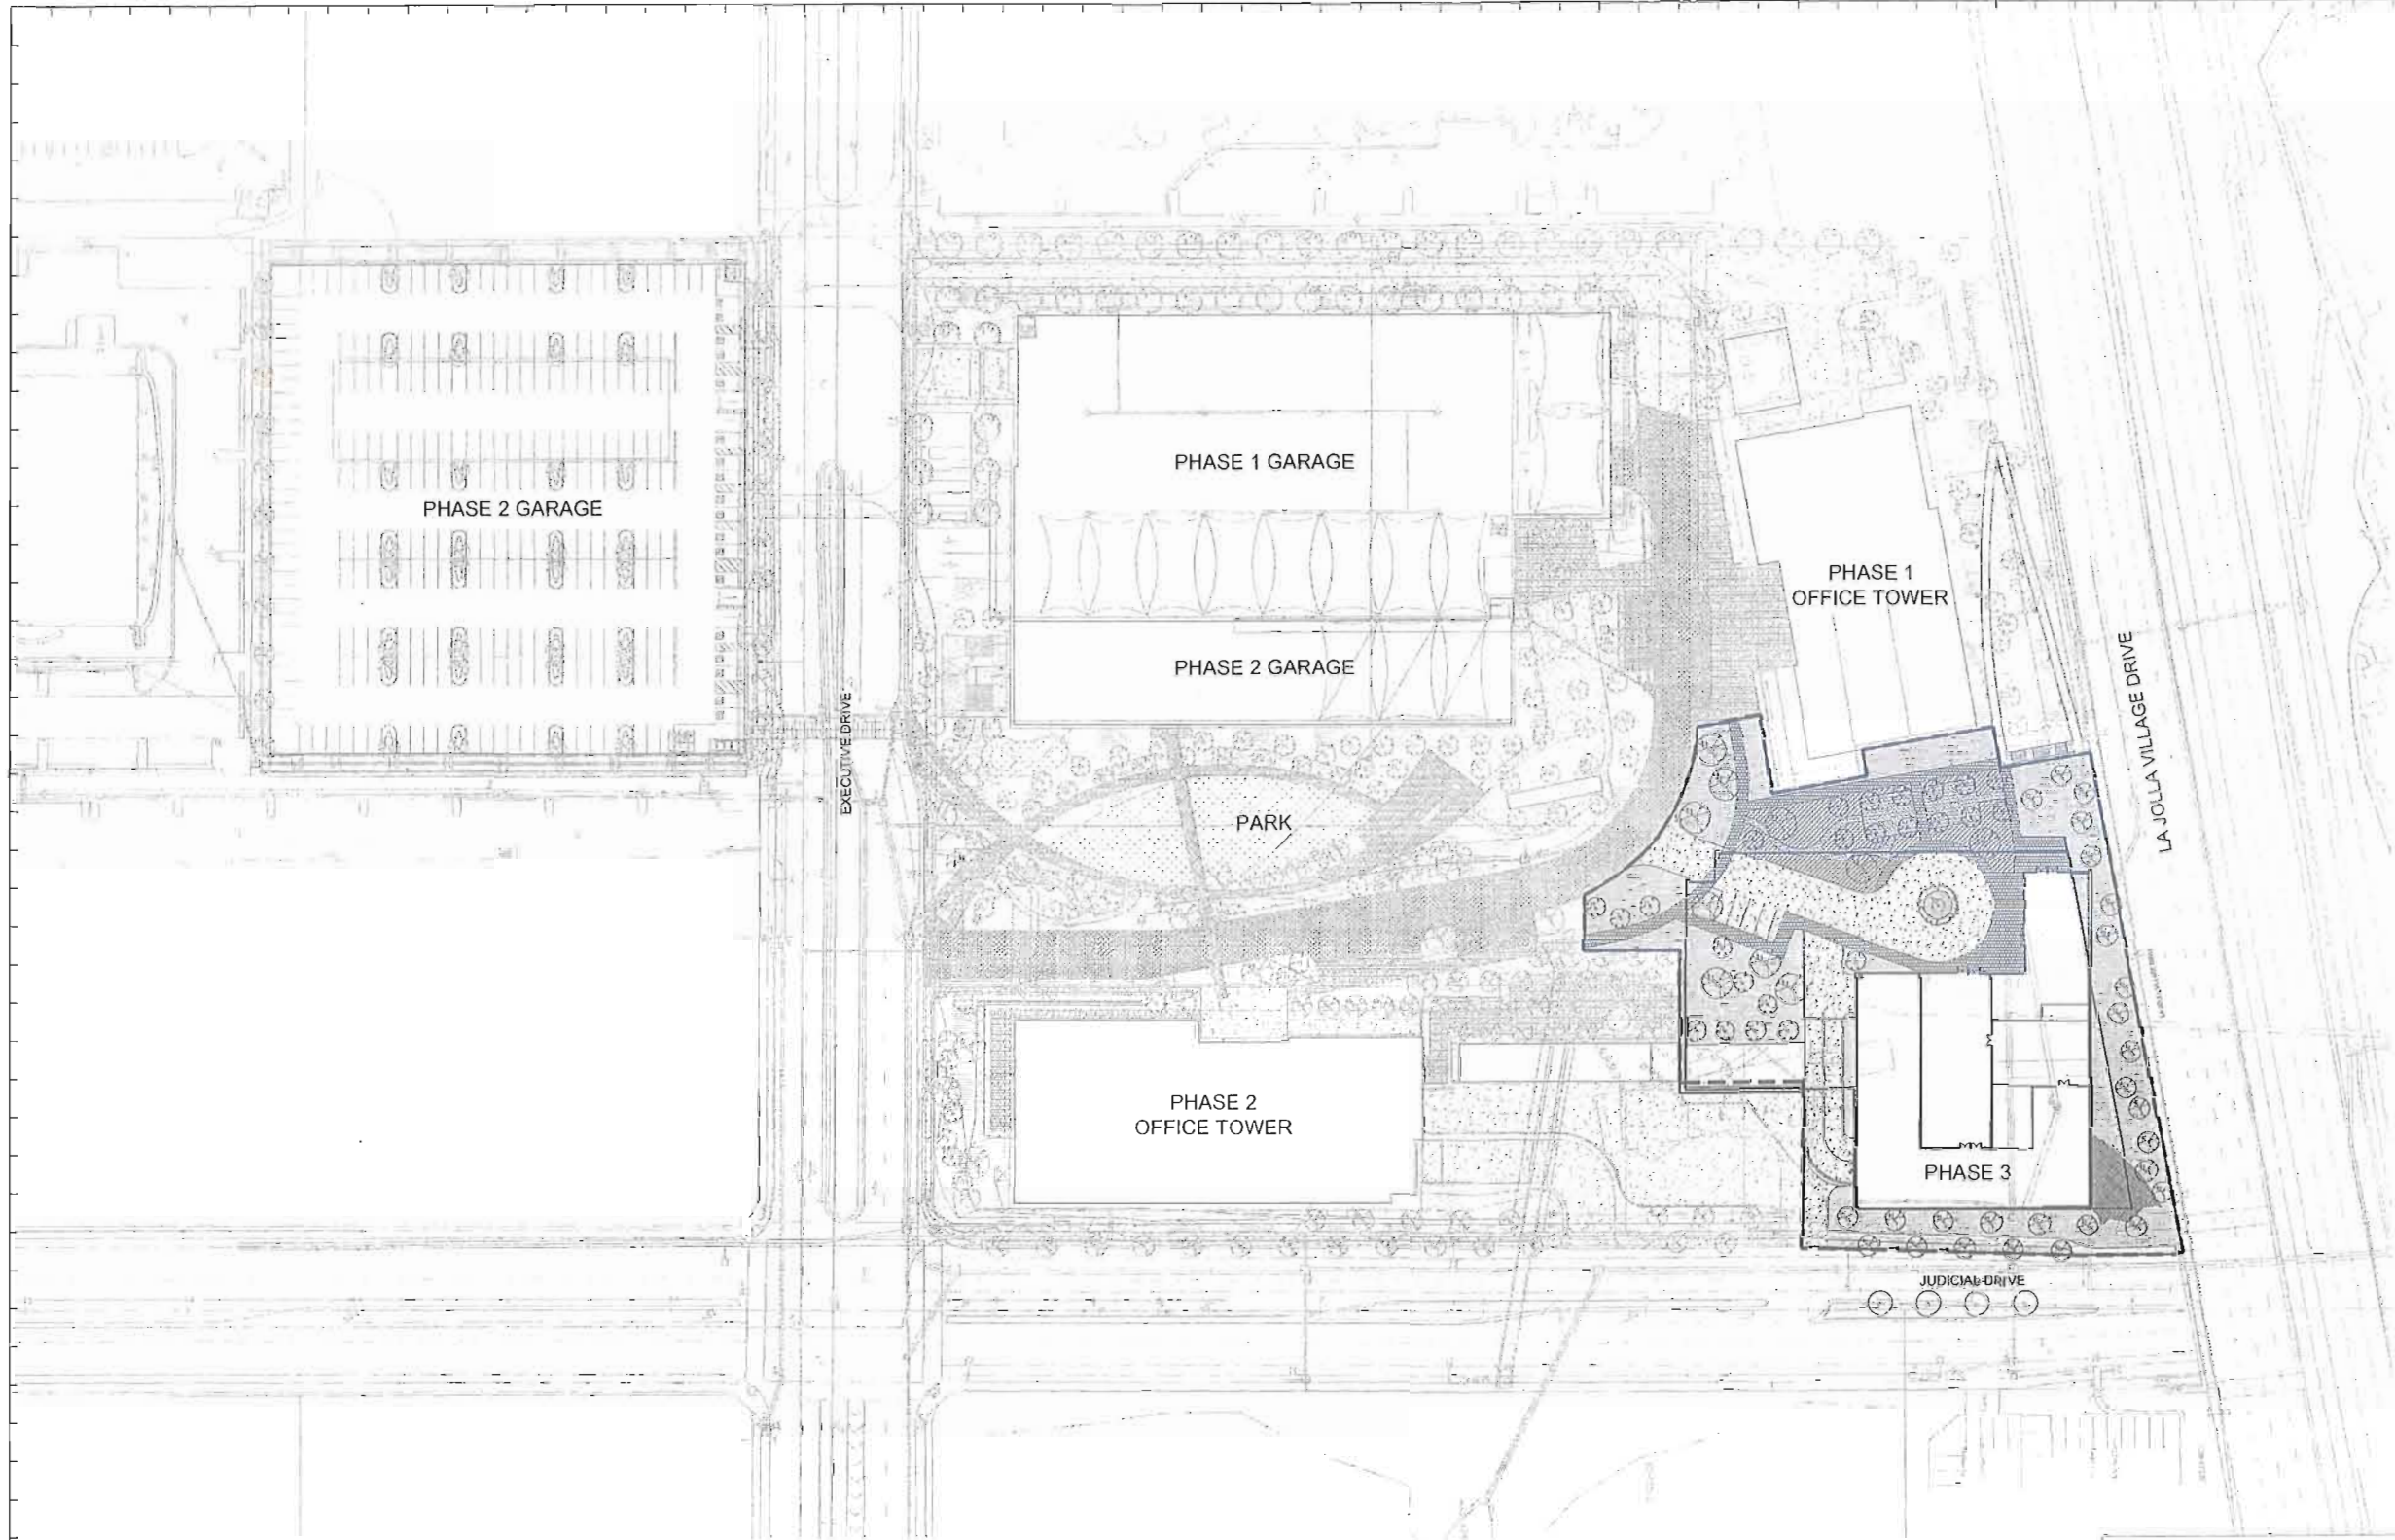 PHASE 1 GARAGE
PHASE 2 GARAGE
PHASE 1
OFFICE TOWER
PHASE 2 GARAGE
LA JOLLA VILLAGE DRIVE
EXECUTIVE DRIVE
PARK
PHASE 2
OFFICE TOWER
PHASE 3
JUDICIAL DRIVE